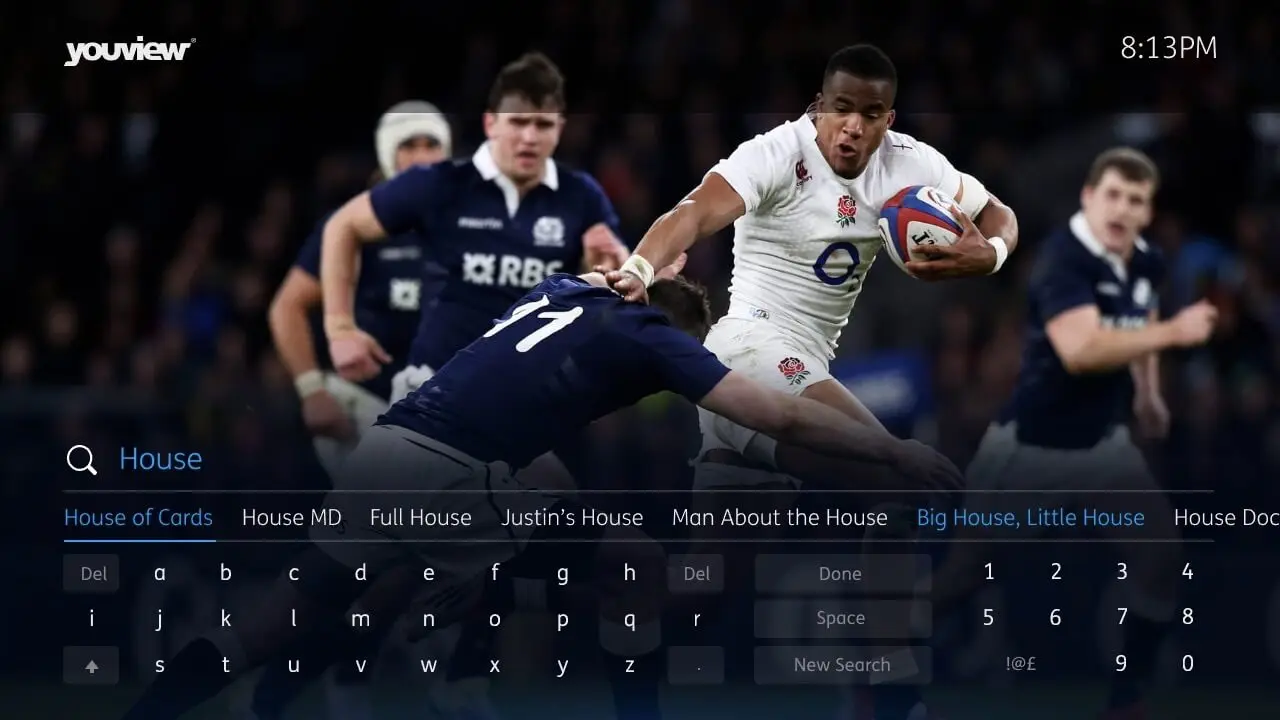 youview
8:13PM
RBS
11
House
House of Cards House MD Full House Justin's House Man About the House Big House, Little House House Doc
Del a b c d e f g h Del Done 1 2 3 4
i j k l m n o p q r Space 5 6 7 8
s t u v w x y z . New Search !@£ 9 0